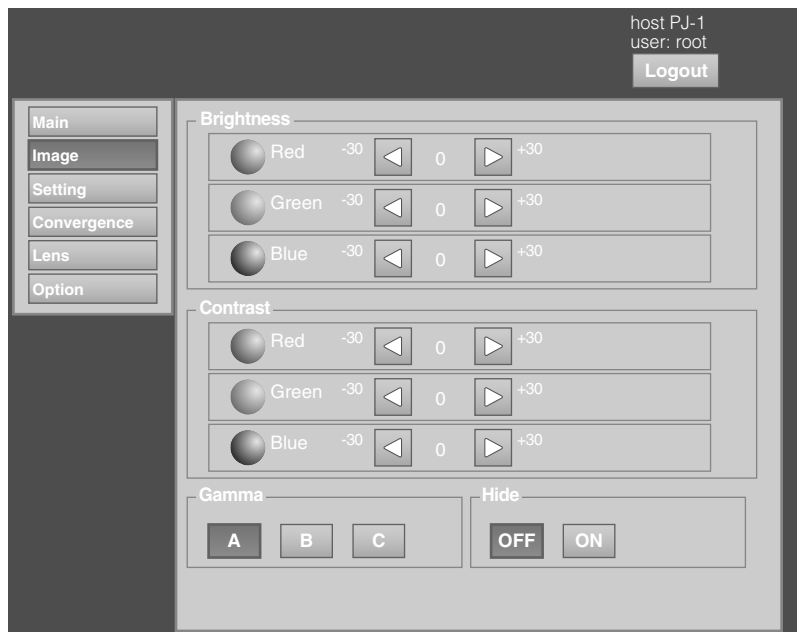 host PJ-1
user: root
Logout
Main
Image
Setting
Convergence
Lens
Option
Brightness
Red -30 0 +30
Green -30 0 +30
Blue -30 0 +30
Contrast
Red -30 0 +30
Green -30 0 +30
Blue -30 0 +30
Gamma
A B C
Hide
OFF ON